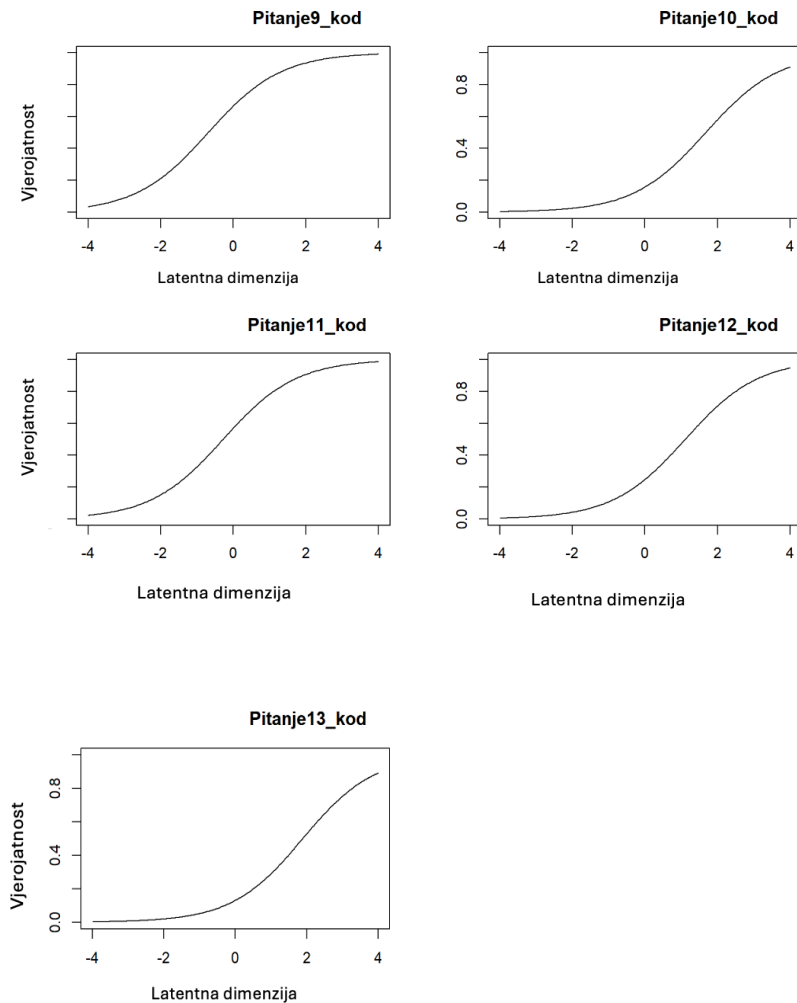 Pitanje9_kod
Vjerojatnost
-4 -2 0 2 4
Latentna dimenzija
Pitanje10_kod
0.0 0.4 0.8
-4 -2 0 2 4
Latentna dimenzija
Pitanje11_kod
Vjerojatnost
-4 -2 0 2 4
Latentna dimenzija
Pitanje12_kod
0.0 0.4 0.8
-4 -2 0 2 4
Latentna dimenzija
Pitanje13_kod
Vjerojatnost
0.0 0.4 0.8
-4 -2 0 2 4
Latentna dimenzija